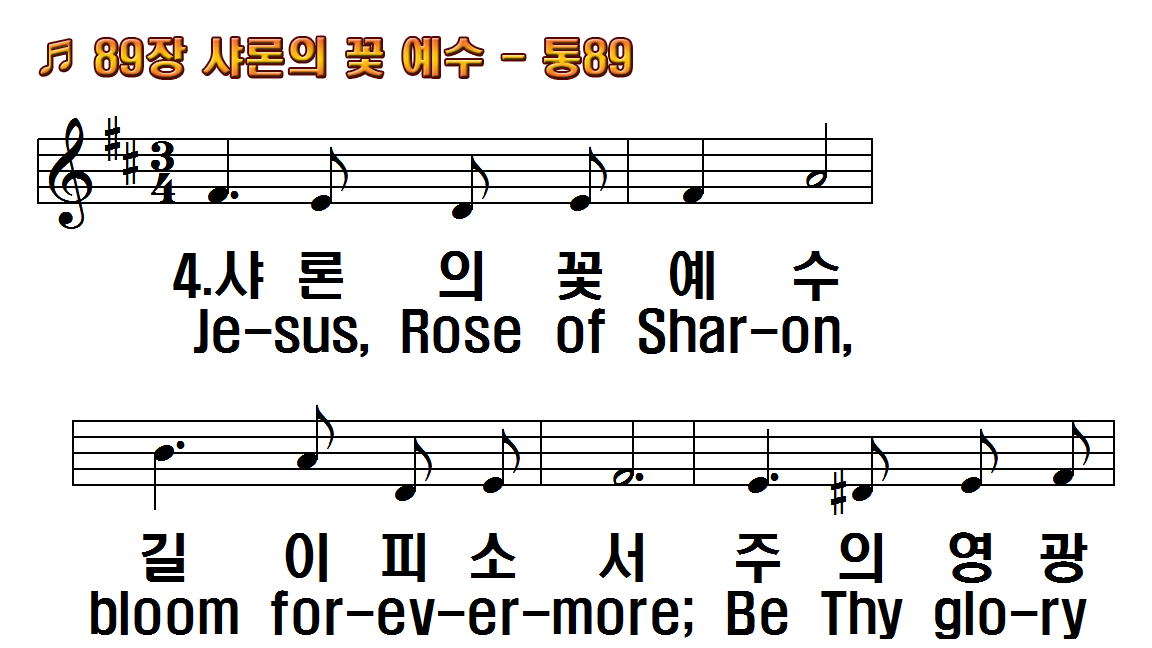 ♬ 89장 샤론의 꽃 예수 - 통89
3
4
4.샤 론 의 꽃 예 수
Je-sus, Rose of Shar-on,
길 이 피 소 서 주 의 영 광
bloom for-ev-er-more; Be Thy glo-ry